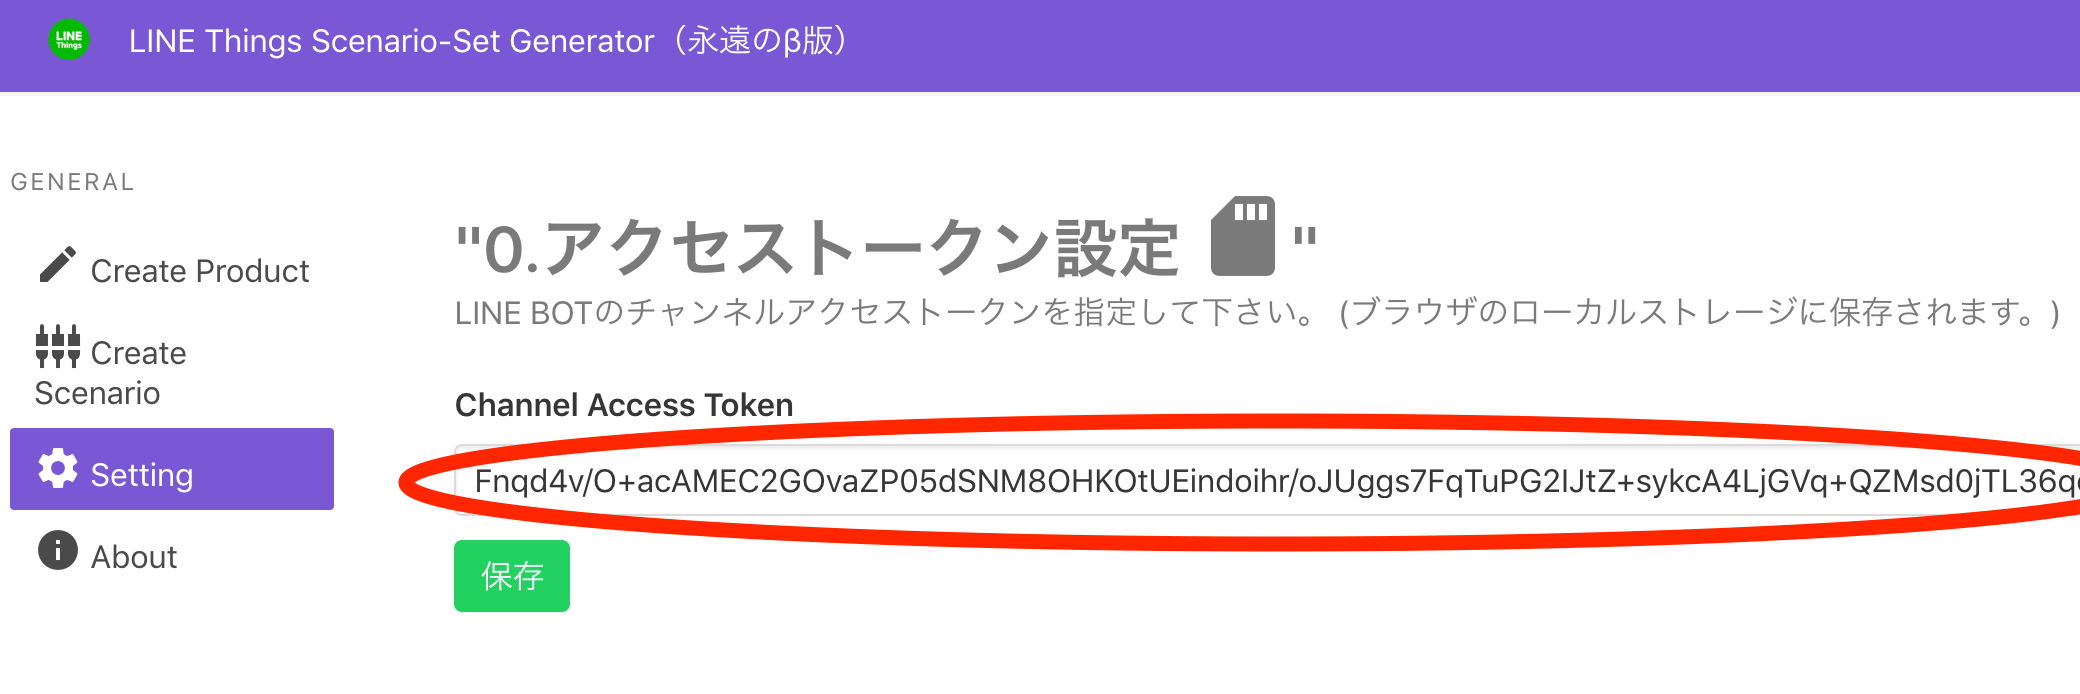 LINE Things
LINE Things Scenario-Set Generator（永遠のβ版）
GENERAL
Create Product
Create
Scenario
Setting
About
"0.アクセストークン設定 "
LINE BOTのチャンネルアクセストークンを指定して下さい。 (ブラウザのローカルストレージに保存されます。)
Channel Access Token
Fnqd4v/O+acAMEC2GOvaZP05dSNM8OHKOtUEindoihr/oJUggs7FqTuPG2IJtZ+sykcA4LjGVq+QZMsd0jTL36q
保存